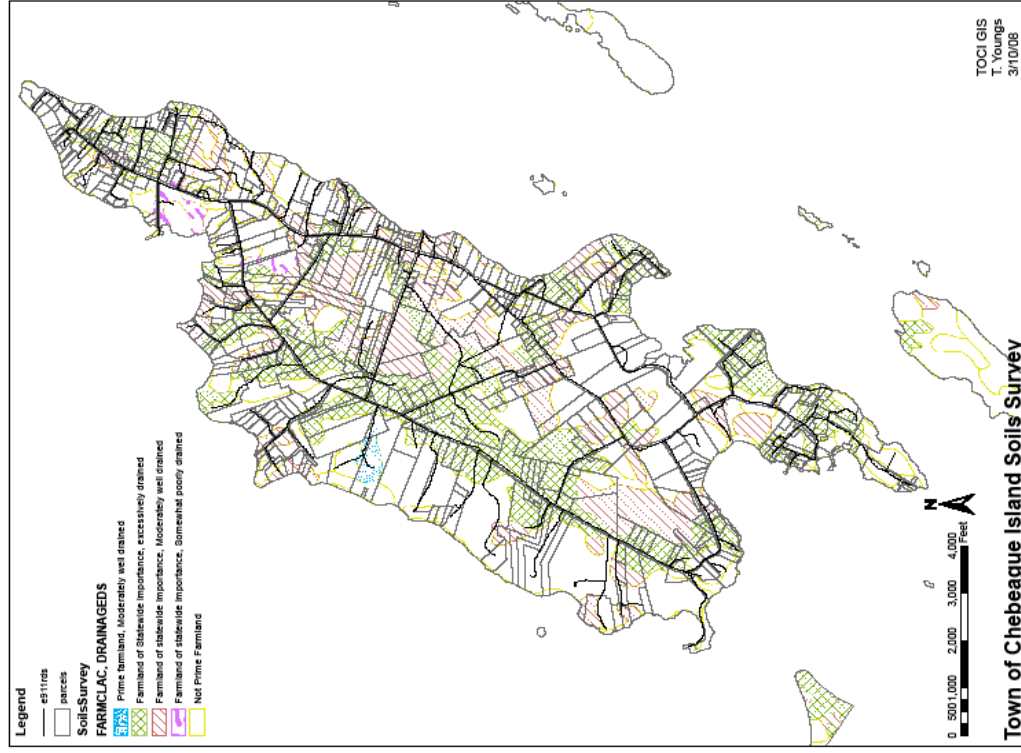 Legend
e911rds
parcels
SoilsSurvey
FARMCLAC, DRAINAGEDS
Prime farmland, Moderately well drained
Farmland of Statewide Importance, excessively drained
Farmland of statewide importance, Moderately well drained
Farmland of statewide importance, Somewhat poorly drained
Not Prime Farmland
N
0 500 1,000 2,000 3,000 4,000
Feet
Town of Chebeague Island Soils Survey
TOCI GIS
T. Youngs
3/10/08